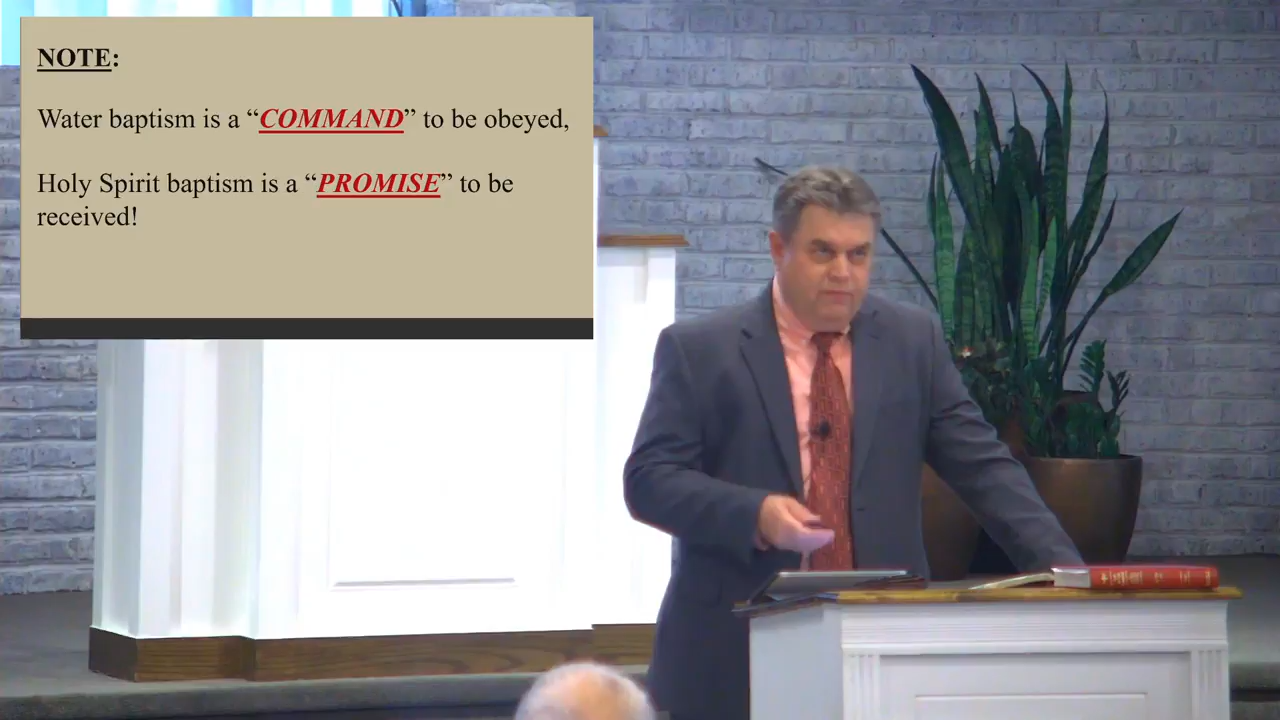 NOTE:
Water baptism is a “COMMAND” to be obeyed,
Holy Spirit baptism is a “PROMISE” to be
received!